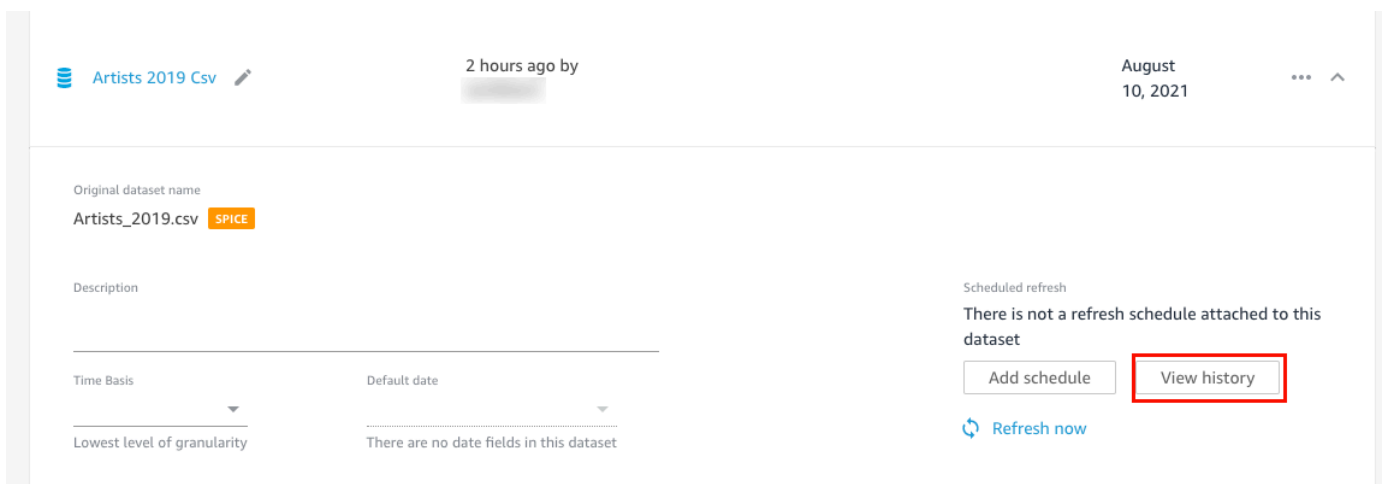 Artists 2019 Csv
2 hours ago by
August
10, 2021
Original dataset name
Artists_2019.csv SPICE
Description
Scheduled refresh
There is not a refresh schedule attached to this
dataset
Add schedule
View history
Time Basis
Default date
Lowest level of granularity
There are no date fields in this dataset
Refresh now